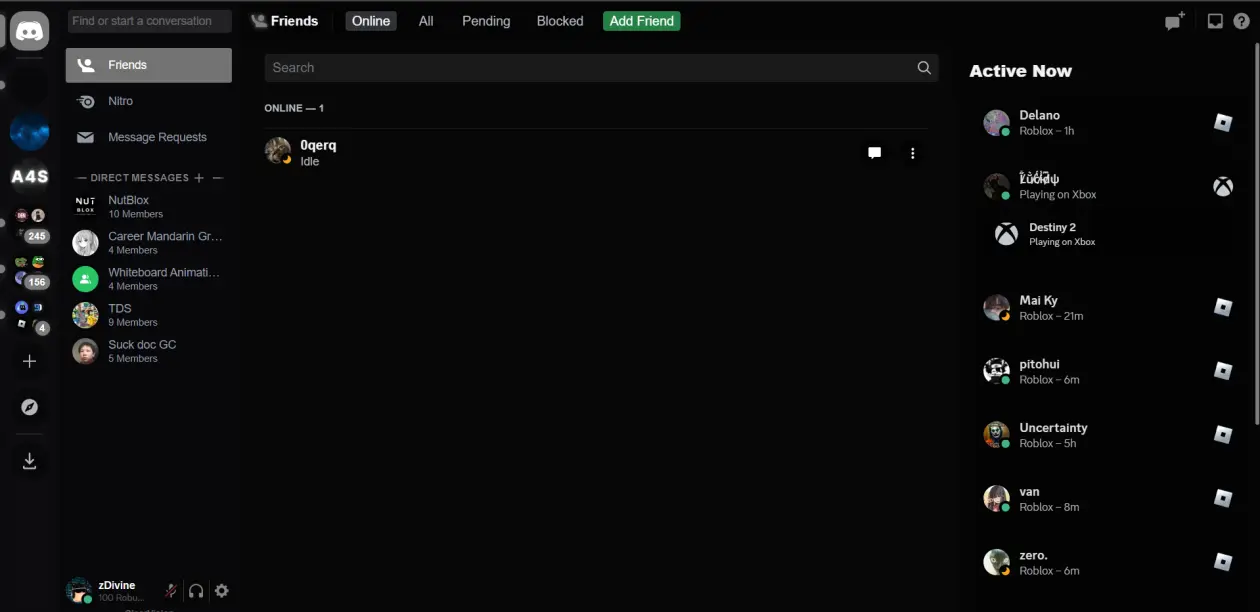 Find or start a conversation
Friends
Online
All
Pending
Blocked
Add Friend
Friends
Nitro
Message Requests
DIRECT MESSAGES
NutBlox
10 Members
Career Mandarin Gr...
4 Members
Whiteboard Animati...
4 Members
TDS
9 Members
Suck doc GC
5 Members
A4S
245
156
4
NUT
BLOX
zDivine
100 Robu...
Search
ONLINE — 1
0qerq
Idle
Active Now
Delano
Roblox – 1h
Playing on Xbox
Destiny 2
Playing on Xbox
Mai Ky
Roblox – 21m
pitohui
Roblox – 6m
Uncertainty
Roblox – 5h
van
Roblox – 8m
zero.
Roblox – 6m